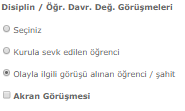 Disiplin / Öğr. Davr. Değ. Görüşmeleri
Seçiniz
Kurula sevk edilen öğrenci
Olayla ilgili görüşü alınan öğrenci / şahit
Akran Görüşmesi